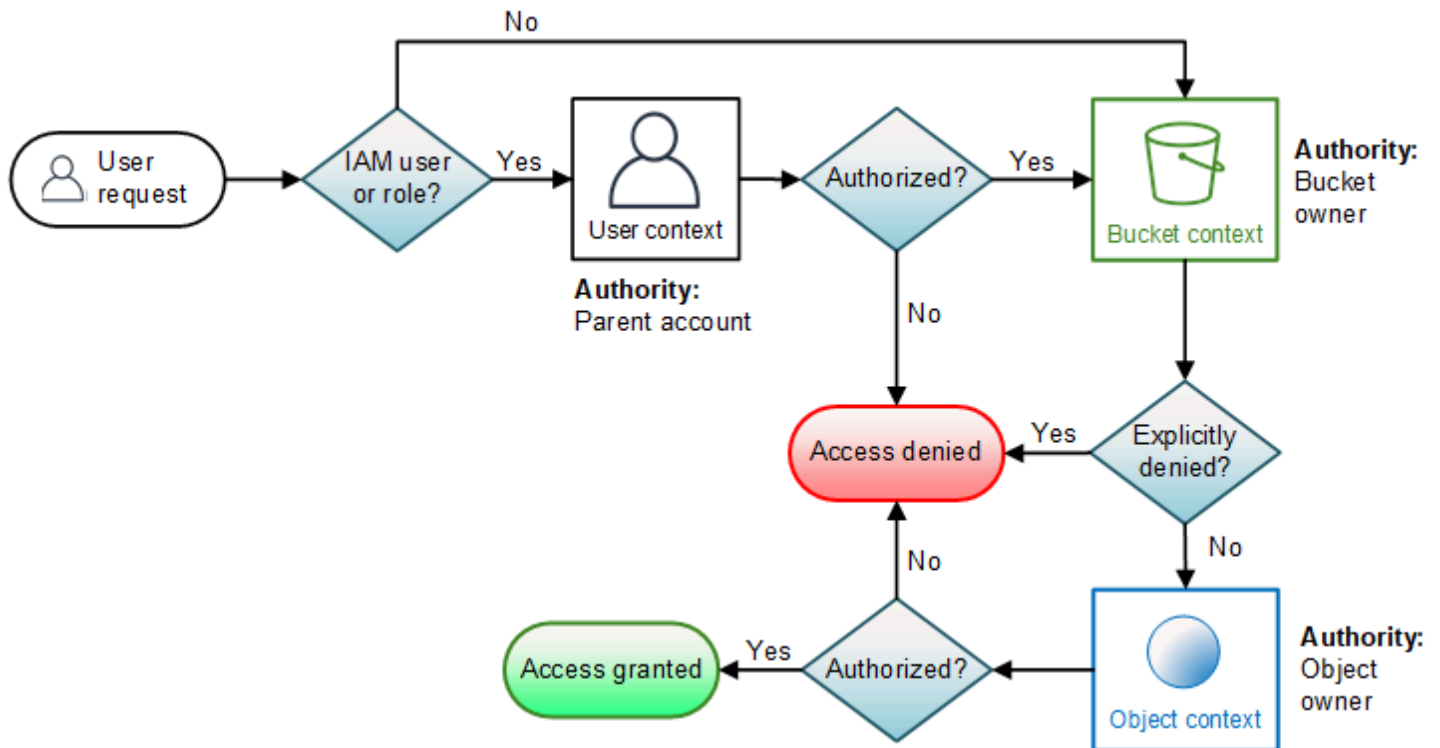 No
User
request
IAM user
or role?
Yes
User context
Authority:
Parent account
Authorized?
Yes
Bucket context
Authority:
Bucket
owner
No
Access denied
Yes
Explicitly
denied?
No
No
Access granted
Yes
Authorized?
Object context
Authority:
Object
owner